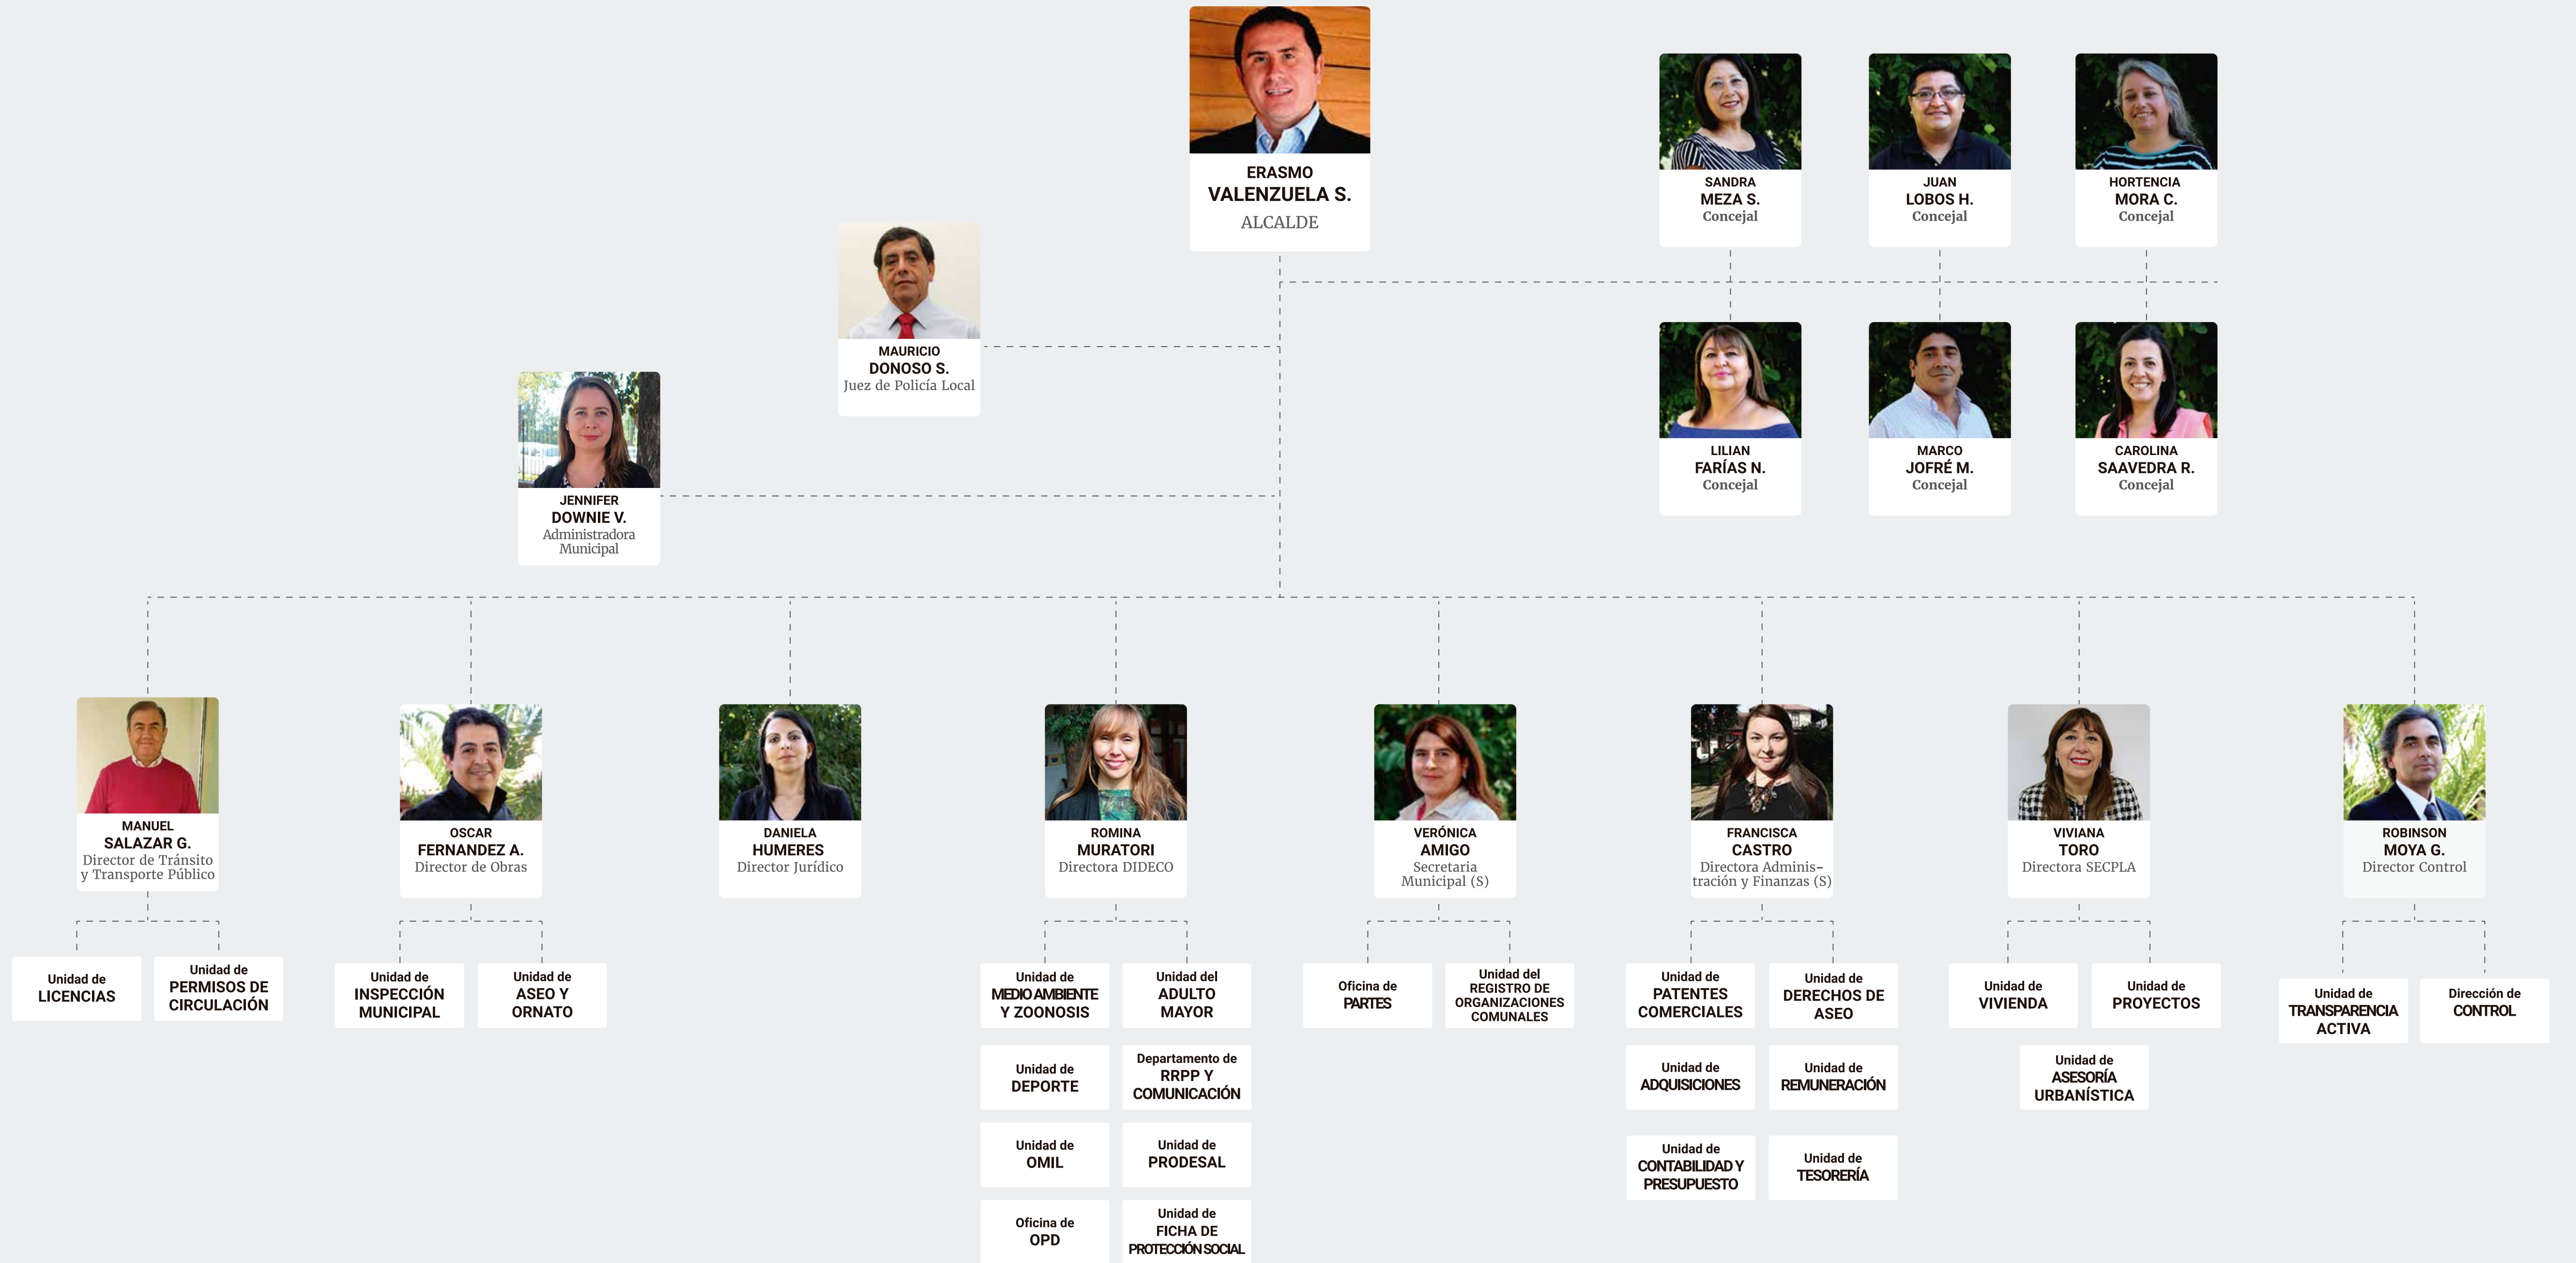 ERASMO
VALENZUELA S.
ALCALDE
SANDRA
MEZA S.
Concejal
JUAN
LOBOS H.
Concejal
HORTENCIA
MORA C.
Concejal
MAURICIO
DONOSO S.
Juez de Policía Local
LILIAN
FARÍAS N.
Concejal
MARCO
JOFRÉ M.
Concejal
CAROLINA
SAAVEDRA R.
Concejal
JENNIFER
DOWNIE V.
Administradora
Municipal
MANUEL
SALAZAR G.
Director de Tránsito
y Transporte Público
OSCAR
FERNANDEZ A.
Director de Obras
DANIELA
HUMERES
Director Jurídico
ROMINA
MURATORI
Directora DIDECO
VERÓNICA
AMIGO
Secretaria
Municipal (S)
FRANCISCA
CASTRO
Directora Adminis-
tración y Finanzas (S)
VIVIANA
TORO
Directora SECPLA
ROBINSON
MOYA G.
Director Control
Unidad de
LICENCIAS
Unidad de
PERMISOS DE
CIRCULACIÓN
Unidad de
INSPECCIÓN
MUNICIPAL
Unidad de
ASEO Y
ORNATO
Unidad de
MEDIO AMBIENTE
Y ZOONOSIS
Unidad del
ADULTO
MAYOR
Oficina de
PARTES
Unidad del
REGISTRO DE
ORGANIZACIONES
COMUNALES
Unidad de
PATENTES
COMERCIALES
Unidad de
DERECHOS DE
ASEO
Unidad de
VIVIENDA
Unidad de
PROYECTOS
Unidad de
TRANSPARENCIA
ACTIVA
Dirección de
CONTROL
Unidad de
DEPORTE
Departamento de
RRPP Y
COMUNICACIÓN
Unidad de
ADQUISICIONES
Unidad de
REMUNERACIÓN
Unidad de
ASESORÍA
URBANÍSTICA
Unidad de
OMIL
Unidad de
PRODESAL
Unidad de
CONTABILIDAD Y
PRESUPUESTO
Unidad de
TESORERÍA
Oficina de
OPD
Unidad de
FICHA DE
PROTECCIÓN SOCIAL